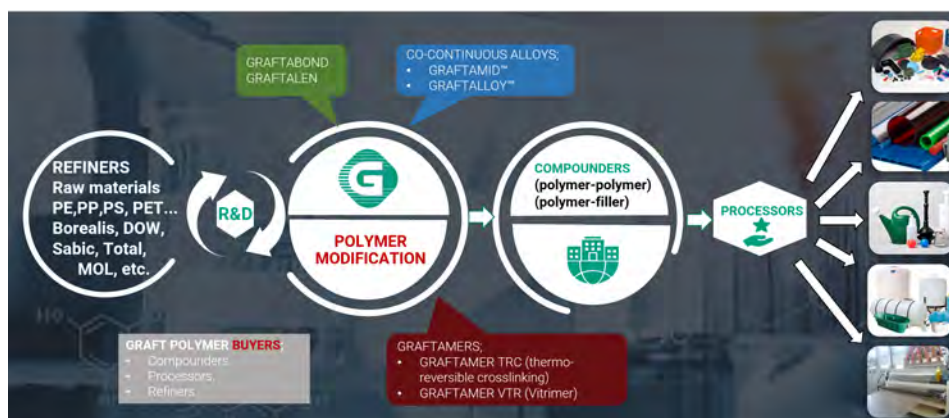 REFINERS
Raw materials
PE,PP,PS, PET...
Borealis, DOW,
Sabic, Total,
MOL, etc.
R&D
GRAFTABOND
GRAFTALEN
CO-CONTINUOUS ALLOYS;
• GRAFTAMID™
• GRAFTALLOY™
G
POLYMER
MODIFICATION
COMPOUNDERS
(polymer-polymer)
(polymer-filler)
PROCESSORS
GRAFT POLYMER BUYERS;
- Compounders
- Processors
- Refiners
GRAFTAMERS;
• GRAFTAMER TRC (thermo-
reversible crosslinking)
• GRAFTAMER VTR (Vitrimer)
HO